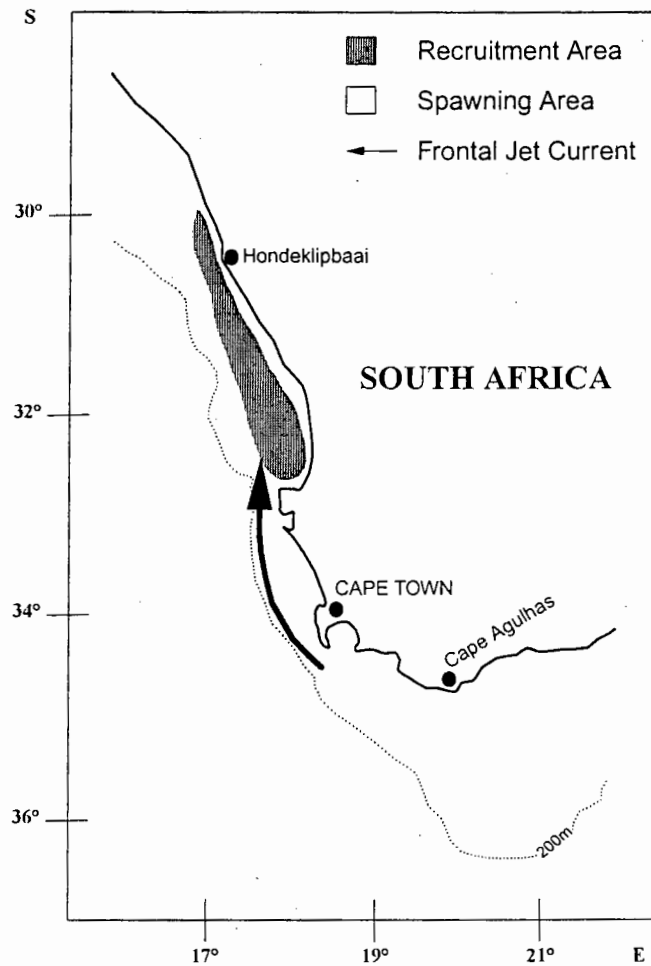 S
Recruitment Area
Spawning Area
Frontal Jet Current
30°
Hondeklipbaai
SOUTH AFRICA
32°
CAPE TOWN
34°
Cape Agulhas
36°
200m
17°
19°
21°
E